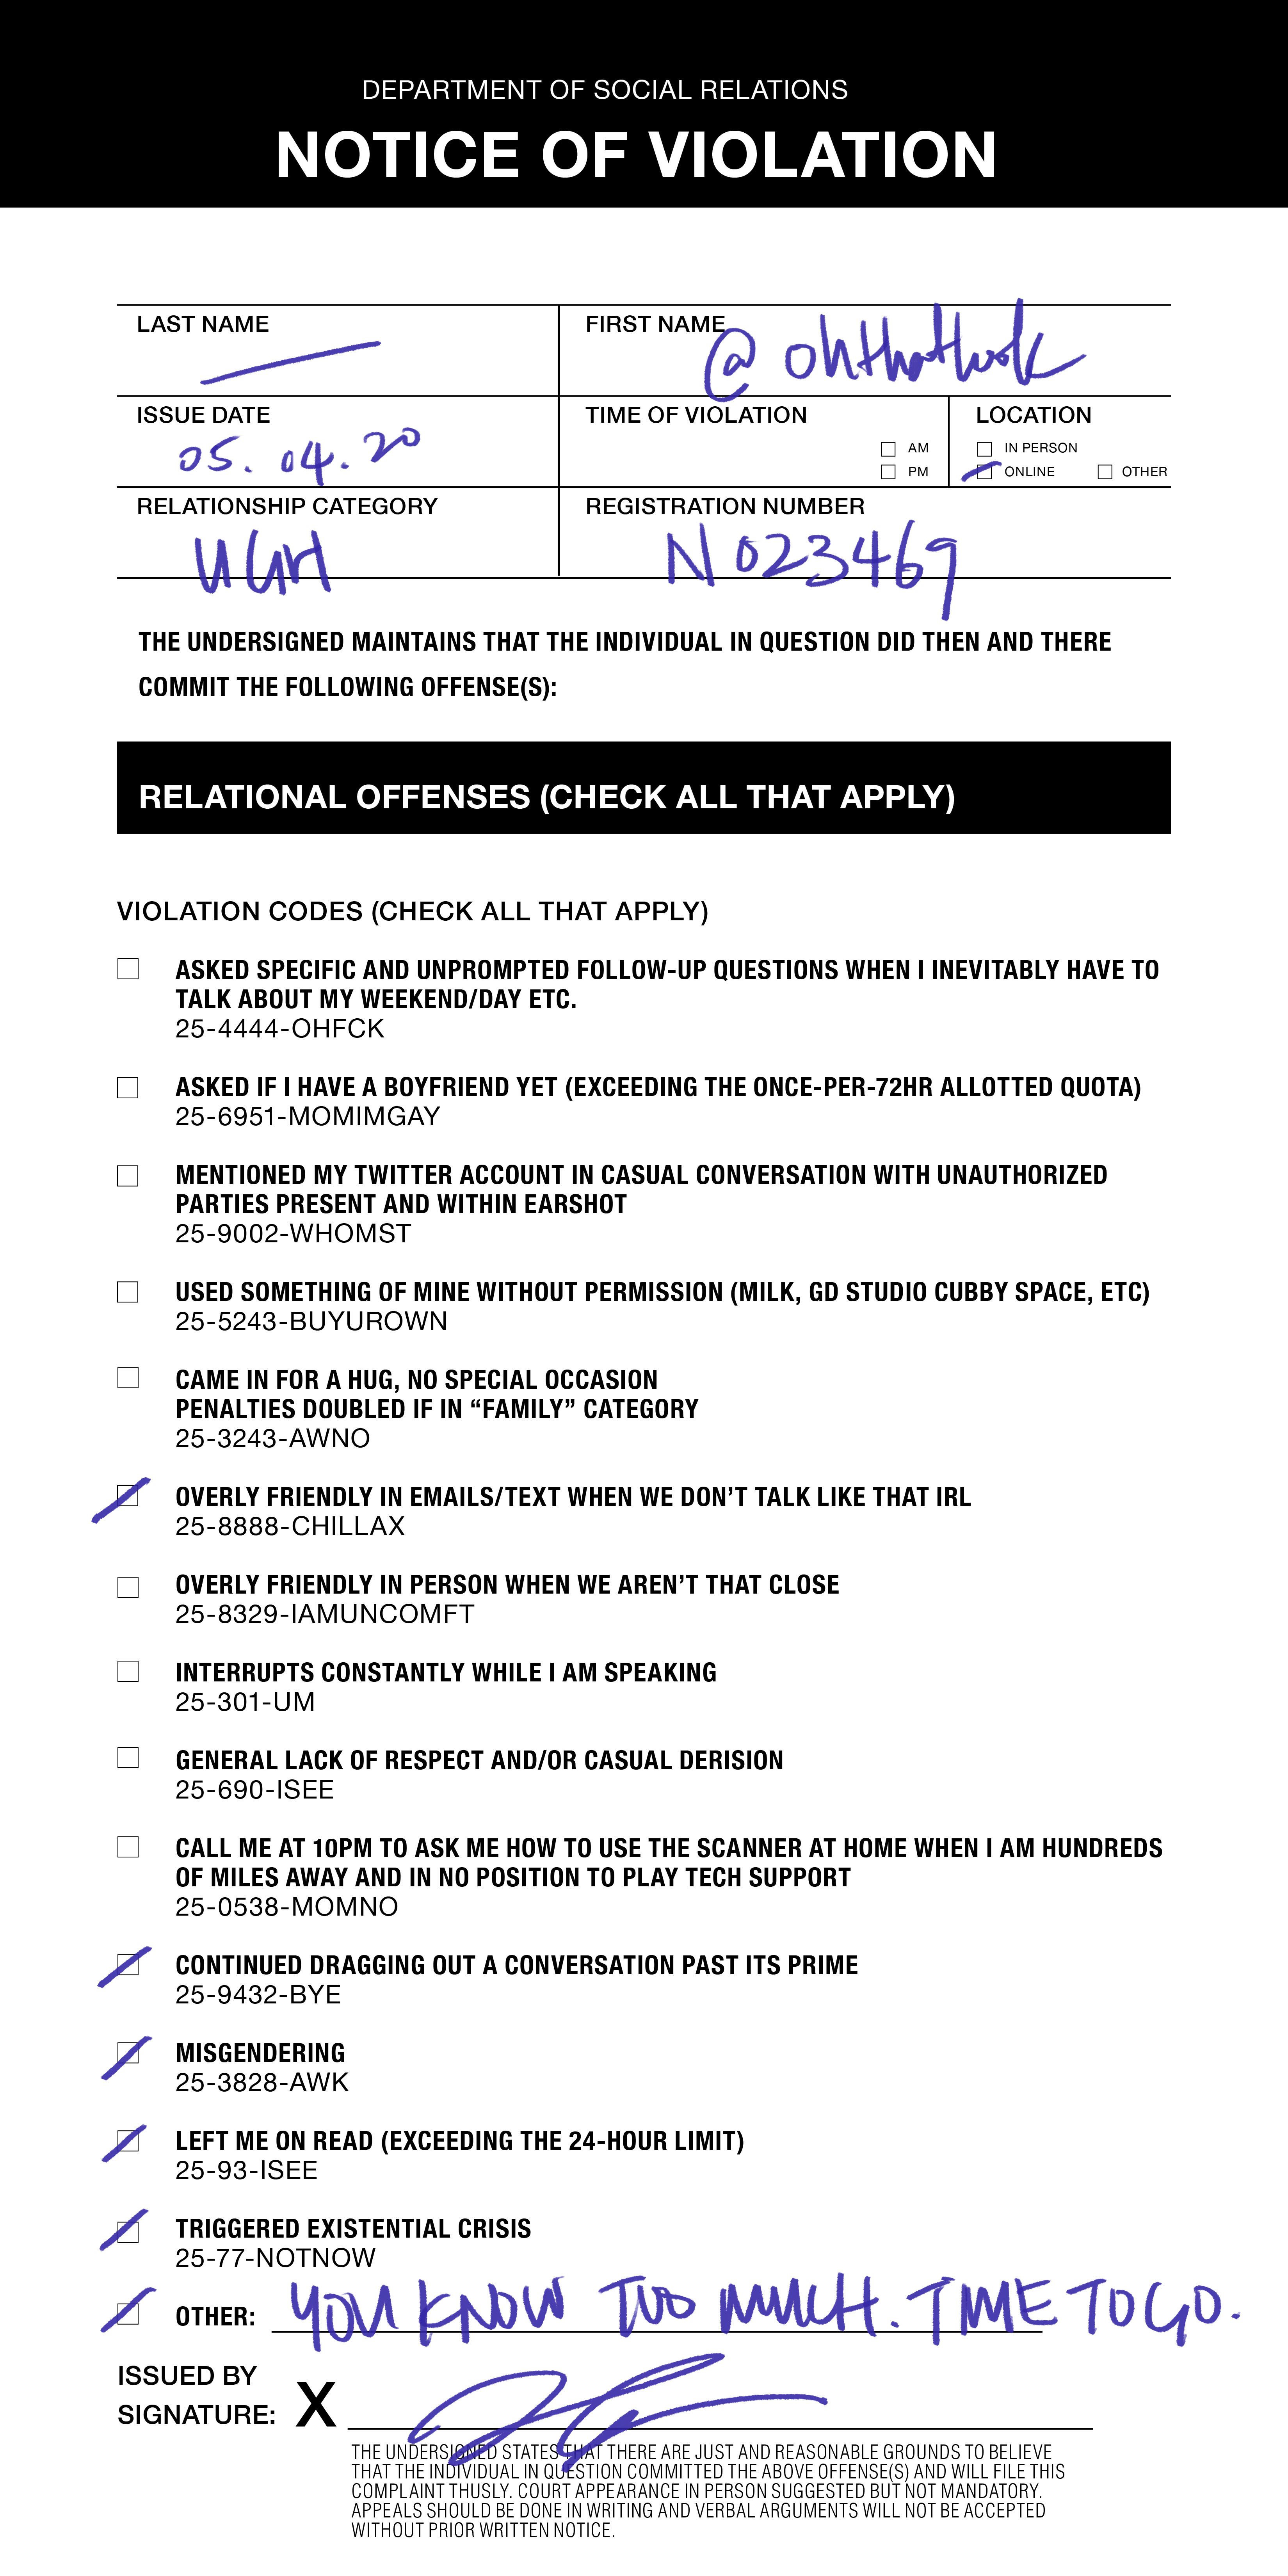 DEPARTMENT OF SOCIAL RELATIONS
NOTICE OF VIOLATION
LAST NAME
FIRST NAME
@ohthathook
ISSUE DATE
05.04.20
TIME OF VIOLATION
AM
PM
LOCATION
IN PERSON
ONLINE
OTHER
RELATIONSHIP CATEGORY
UGH
REGISTRATION NUMBER
N023469
THE UNDERSIGNED MAINTAINS THAT THE INDIVIDUAL IN QUESTION DID THEN AND THERE
COMMIT THE FOLLOWING OFFENSE(S):
RELATIONAL OFFENSES (CHECK ALL THAT APPLY)
VIOLATION CODES (CHECK ALL THAT APPLY)
ASKED SPECIFIC AND UNPROMPTED FOLLOW-UP QUESTIONS WHEN I INEVITABLY HAVE TO
TALK ABOUT MY WEEKEND/DAY ETC.
25-4444-OHFCK
ASKED IF I HAVE A BOYFRIEND YET (EXCEEDING THE ONCE-PER-72HR ALLOTTED QUOTA)
25-6951-MOMIMGAY
MENTIONED MY TWITTER ACCOUNT IN CASUAL CONVERSATION WITH UNAUTHORIZED
PARTIES PRESENT AND WITHIN EARSHOT
25-9002-WHOMST
USED SOMETHING OF MINE WITHOUT PERMISSION (MILK, GD STUDIO CUBBY SPACE, ETC)
25-5243-BUYUROWN
CAME IN FOR A HUG, NO SPECIAL OCCASION
PENALTIES DOUBLED IF IN “FAMILY” CATEGORY
25-3243-AWNO
OVERLY FRIENDLY IN EMAILS/TEXT WHEN WE DON’T TALK LIKE THAT IRL
25-8888-CHILLAX
OVERLY FRIENDLY IN PERSON WHEN WE AREN’T THAT CLOSE
25-8329-IAMUNCOMFT
INTERRUPTS CONSTANTLY WHILE I AM SPEAKING
25-301-UM
GENERAL LACK OF RESPECT AND/OR CASUAL DERISION
25-690-ISEE
CALL ME AT 10PM TO ASK ME HOW TO USE THE SCANNER AT HOME WHEN I AM HUNDREDS
OF MILES AWAY AND IN NO POSITION TO PLAY TECH SUPPORT
25-0538-MOMNO
CONTINUED DRAGGING OUT A CONVERSATION PAST ITS PRIME
25-9432-BYE
MISGENDERING
25-3828-AWK
LEFT ME ON READ (EXCEEDING THE 24-HOUR LIMIT)
25-93-ISEE
TRIGGERED EXISTENTIAL CRISIS
25-77-NOTNOW
OTHER: YOU KNOW TOO MUCH. TIME TO GO.
ISSUED BY
SIGNATURE: X
THE UNDERSIGNED STATES THAT THERE ARE JUST AND REASONABLE GROUNDS TO BELIEVE
THAT THE INDIVIDUAL IN QUESTION COMMITTED THE ABOVE OFFENSE(S) AND WILL FILE THIS
COMPLAINT THUSLY. COURT APPEARANCE IN PERSON SUGGESTED BUT NOT MANDATORY.
APPEALS SHOULD BE DONE IN WRITING AND VERBAL ARGUMENTS WILL NOT BE ACCEPTED
WITHOUT PRIOR WRITTEN NOTICE.